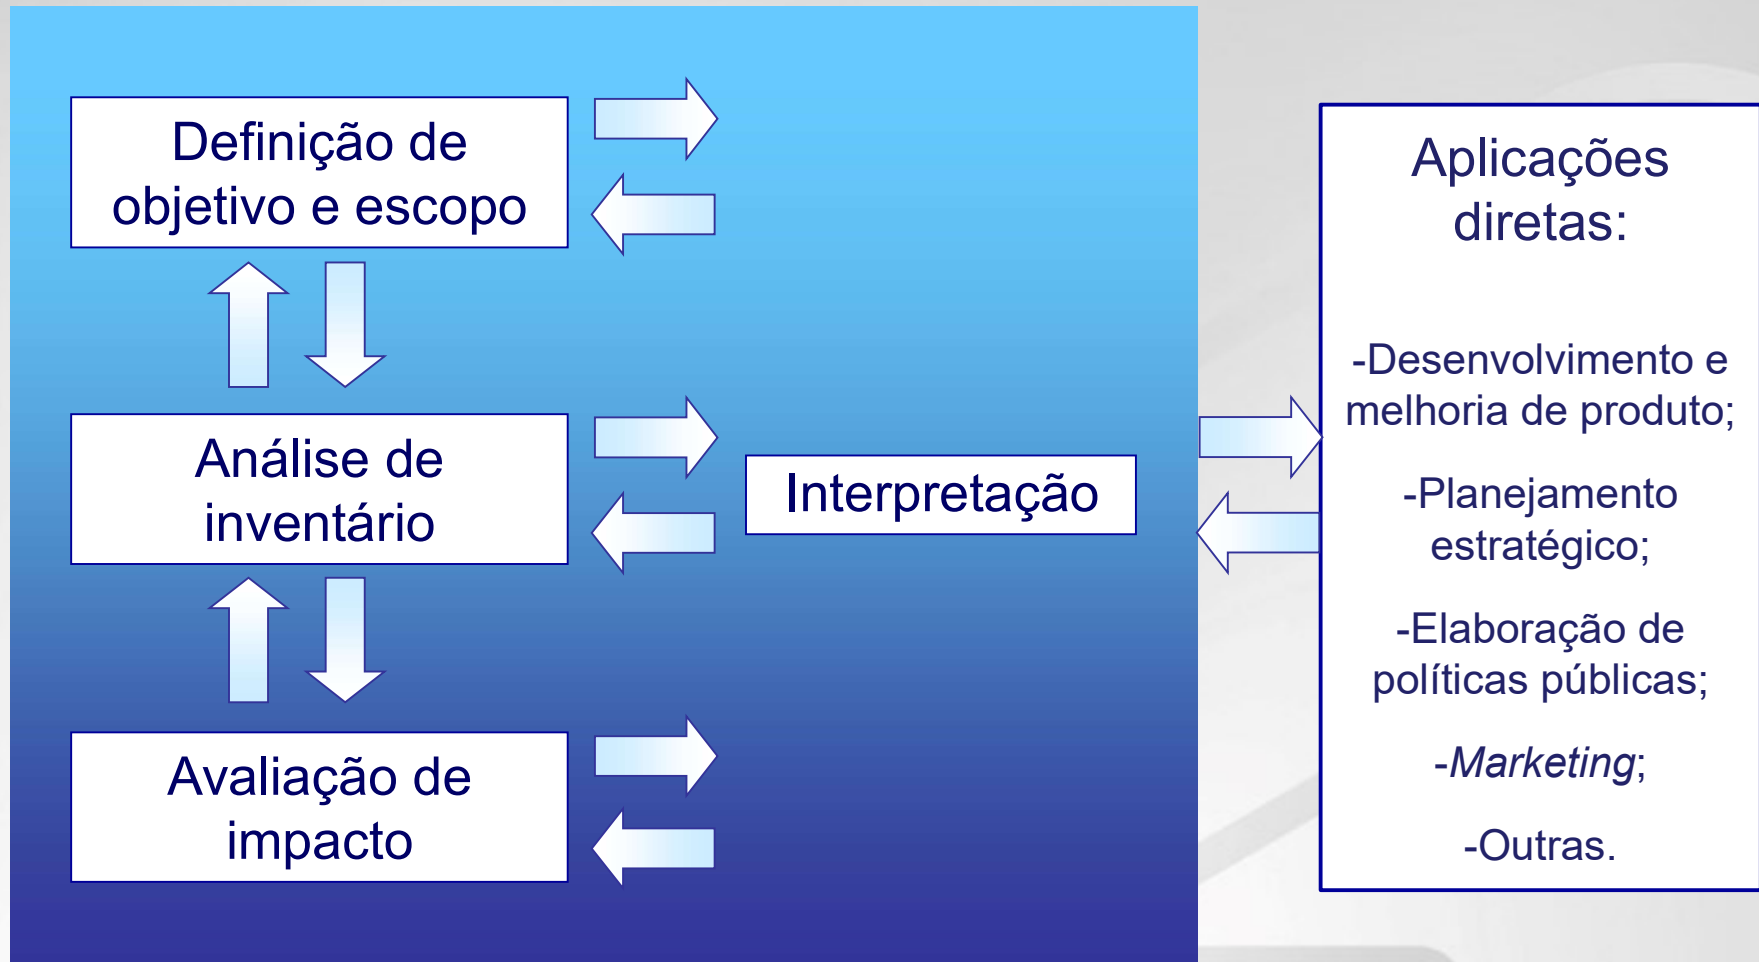 Definição de
objetivo e escopo
Análise de
inventário
Avaliação de
impacto
Interpretação
Aplicações
diretas:
-Desenvolvimento e
melhoria de produto;
-Planejamento
estratégico;
-Elaboração de
políticas públicas;
-Marketing;
-Outras.